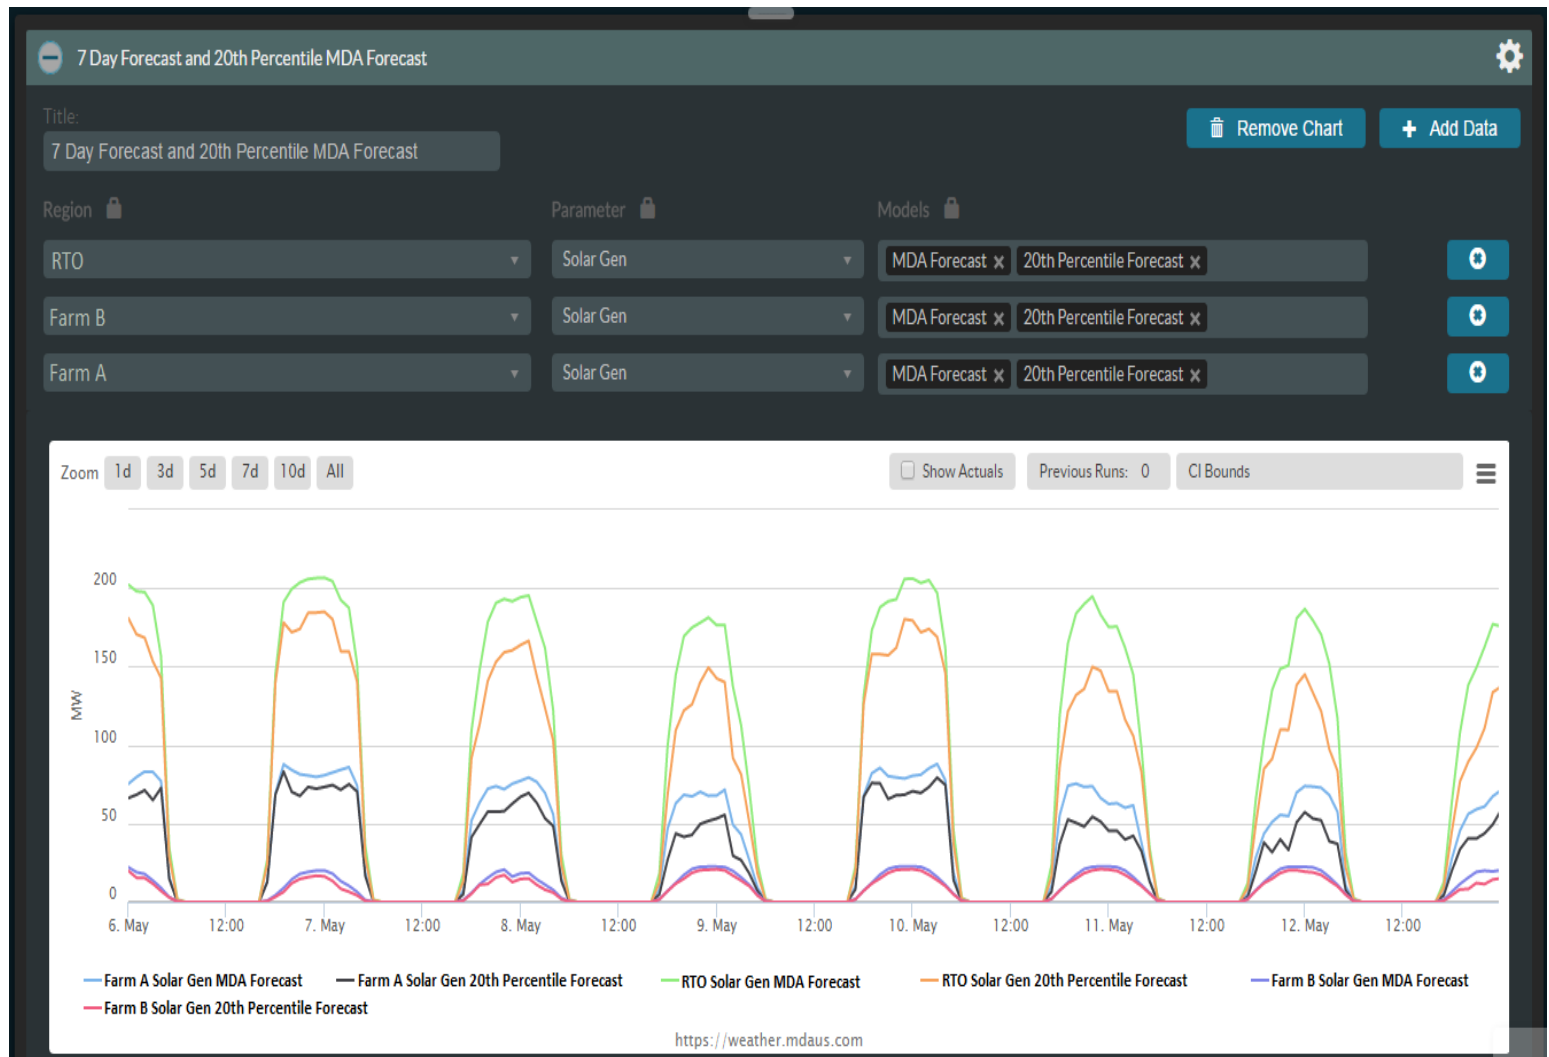 7 Day Forecast and 20th Percentile MDA Forecast
Title:
7 Day Forecast and 20th Percentile MDA Forecast
Remove Chart
Add Data
Region
Parameter
Models
RTO
Solar Gen
MDA Forecast
20th Percentile Forecast
Farm B
Solar Gen
MDA Forecast
20th Percentile Forecast
Farm A
Solar Gen
MDA Forecast
20th Percentile Forecast
Zoom 1d 3d 5d 7d 10d All
Show Actuals
Previous Runs: 0
CI Bounds
MW
200
150
100
50
0
6. May 12:00 7. May 12:00 8. May 12:00 9. May 12:00 10. May 12:00 11. May 12:00 12. May 12:00
Farm A Solar Gen MDA Forecast
Farm A Solar Gen 20th Percentile Forecast
RTO Solar Gen MDA Forecast
RTO Solar Gen 20th Percentile Forecast
Farm B Solar Gen MDA Forecast
Farm B Solar Gen 20th Percentile Forecast
https://weather.mdaus.com